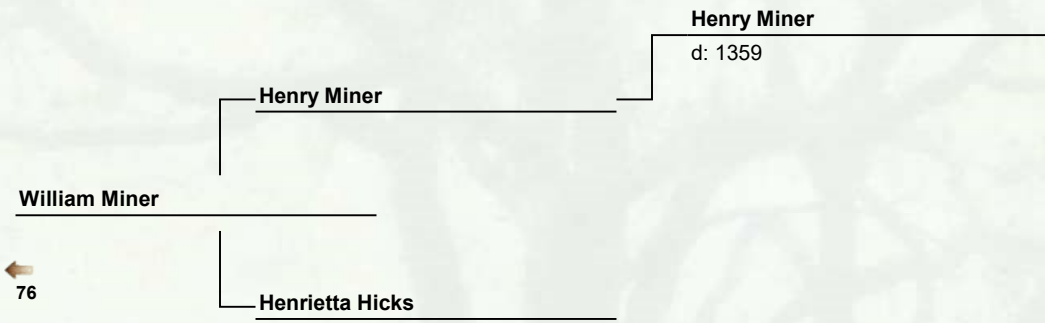 Henry Miner
d: 1359
Henry Miner
William Miner
76
Henrietta Hicks